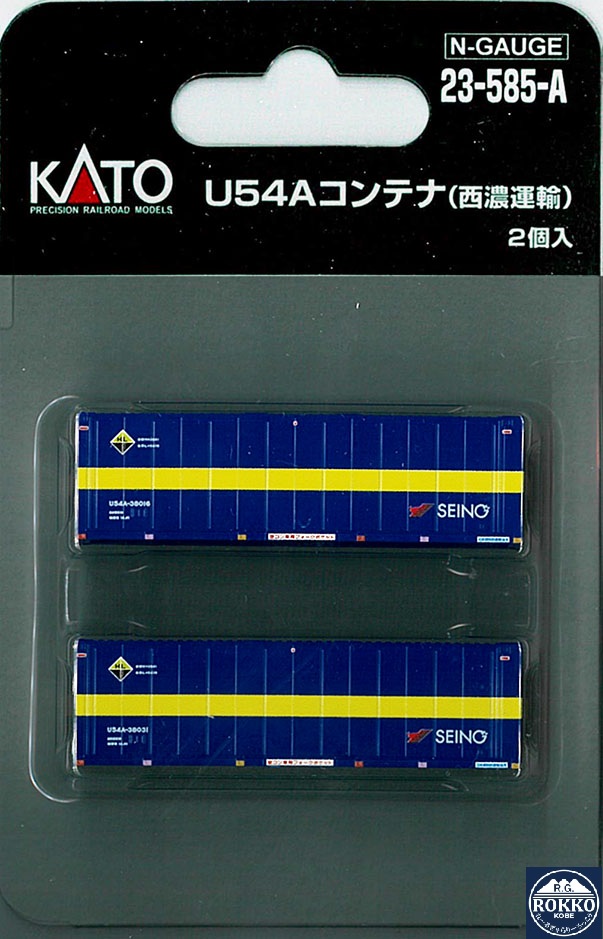 N-GAUGE
23-585-A
KATO
PRECISION RAILROAD MODELS
U54Aコンテナ(西濃運輸)
2個入
U54A-38016
SEINO
U54A-38031
SEINO
R.G.
ROKKO
KOBE